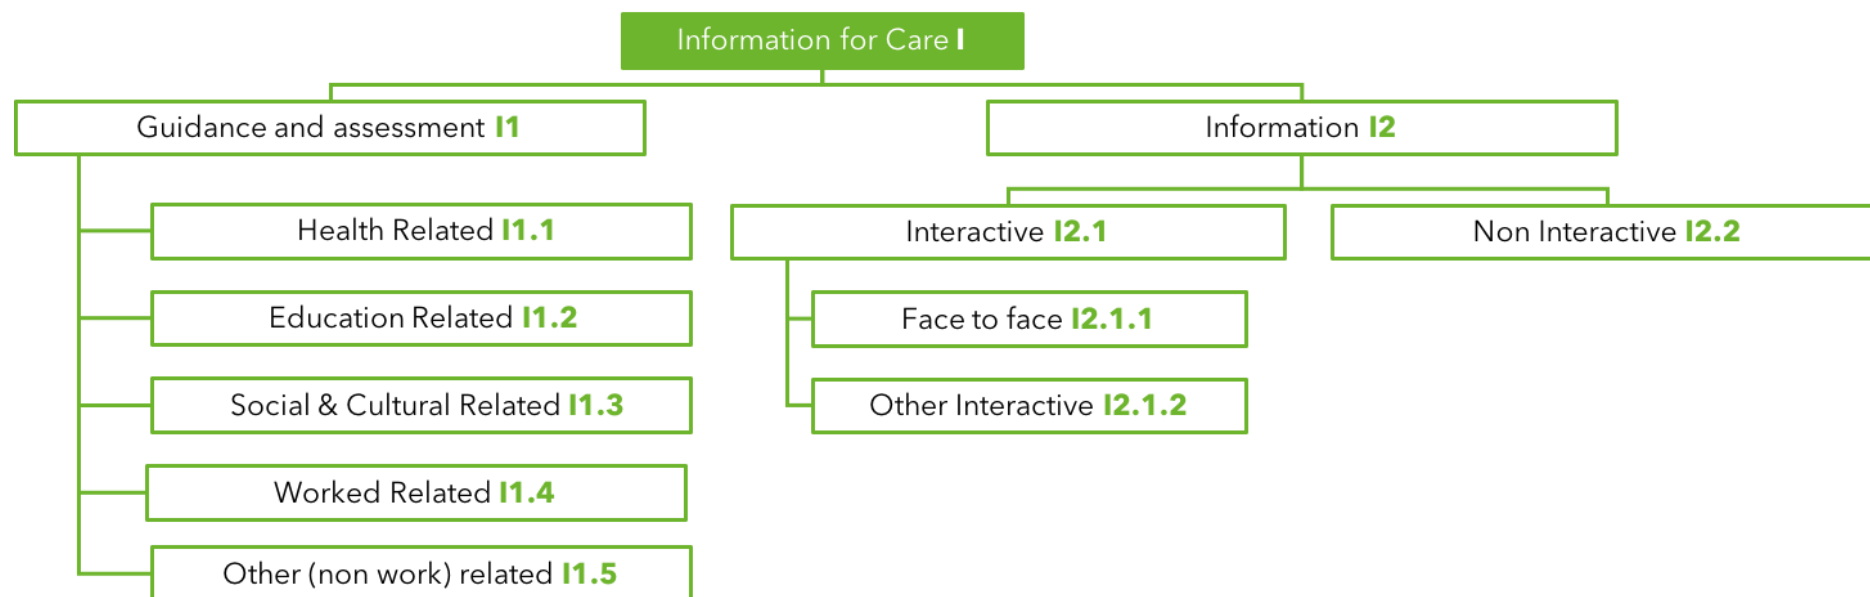 Information for Care I
Guidance and assessment I1
Information I2
Health Related I1.1
Interactive I2.1
Non Interactive I2.2
Education Related I1.2
Face to face I2.1.1
Social & Cultural Related I1.3
Other Interactive I2.1.2
Worked Related I1.4
Other (non work) related I1.5